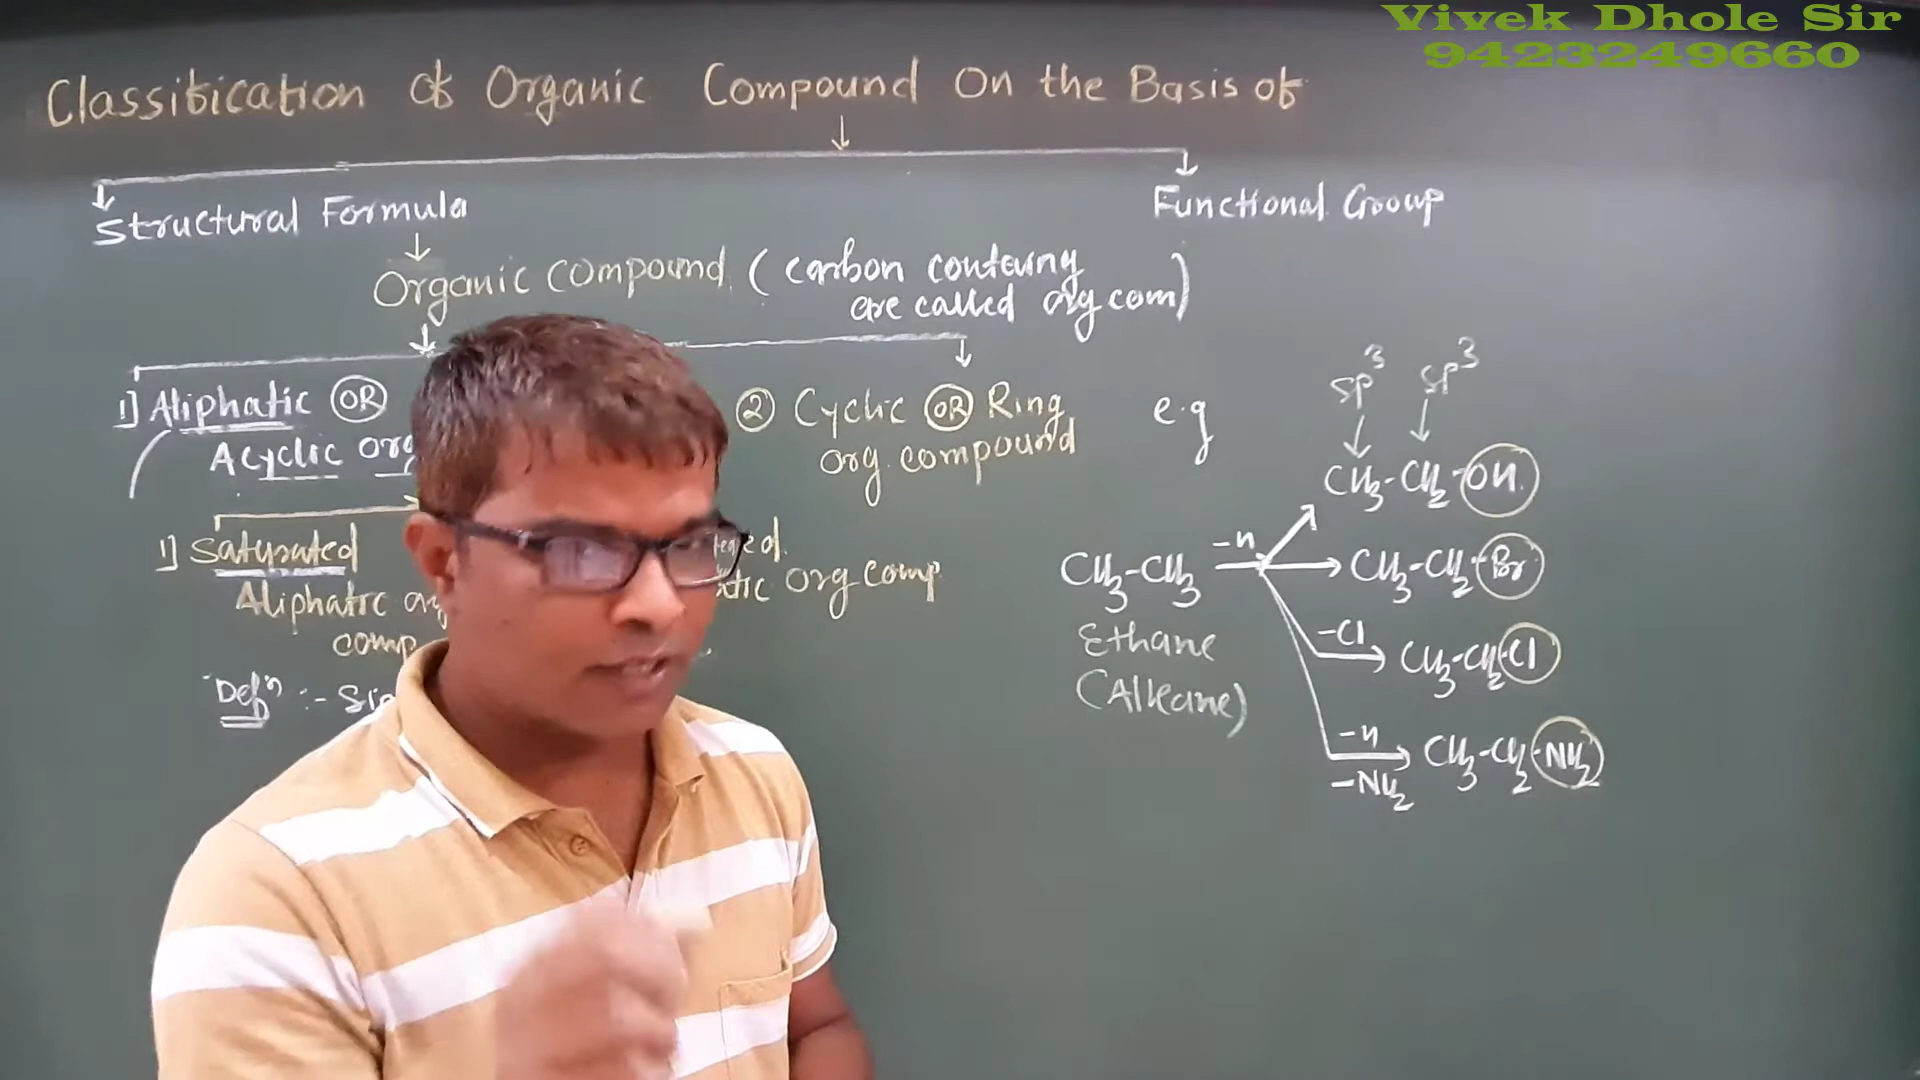 Vivek Dhole Sir
9423249660
Classification of Organic Compound On the Basis of
Structural Formula
Functional Group
Organic compound (carbon contening
are called org com)
1] Aliphatic OR
Acyclic org
② Cyclic OR Ring
org. compound
1] Saturated
Aliphatic
comp
Org comp
"Defⁿ" :-
e.g
sp³ sp³
CH₃-CH₂-OH
CH₃-CH₃ -H
CH₃-CH₂-Br
Ethane
(Alkane)
-Cl CH₃-CH₂-Cl
-H CH₃-CH₂-NH₂
-NH₂